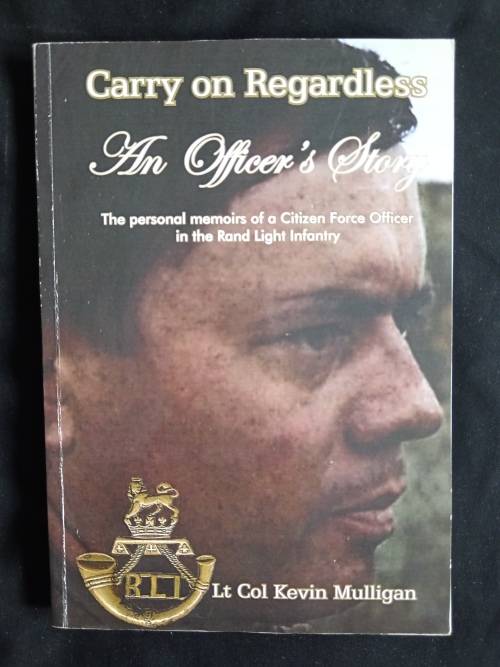 Carry on Regardless
An Officer's Story
The personal memoirs of a Citizen Force Officer
in the Rand Light Infantry
R.L.I
Lt Col Kevin Mulligan